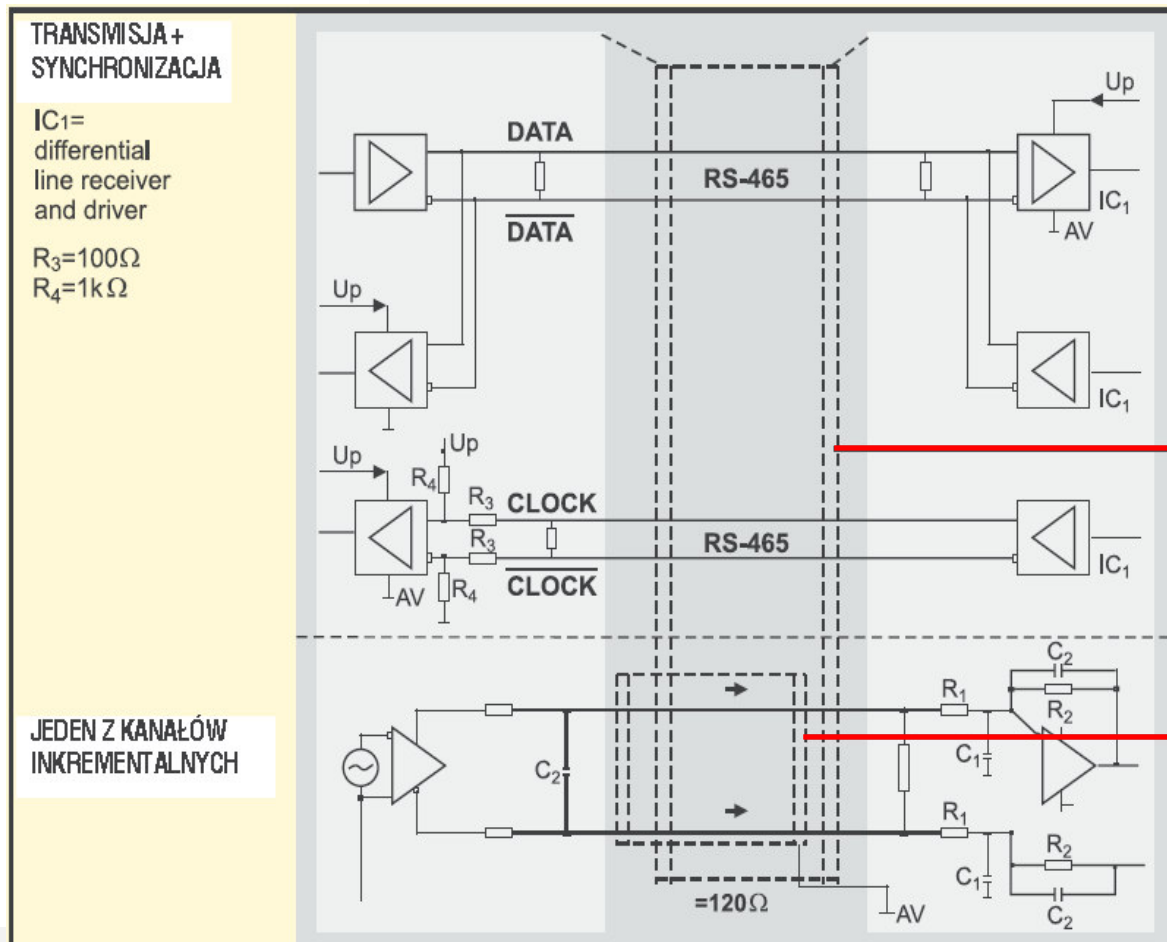 TRANSMISJA +
SYNCHRONIZACJA
IC1=
differential
line receiver
and driver
R3=100Ω
R4=1kΩ
Up
DATA
RS-465
DATA
IC1
AV
Up
IC1
Up
Up
R4
R3
CLOCK
RS-465
R3
CLOCK
AV
R4
IC1
JEDEN Z KANAŁÓW
INKREMENTALNYCH
C2
R1
C2
R2
C1
R1
R2
C1
C2
=120Ω
AV